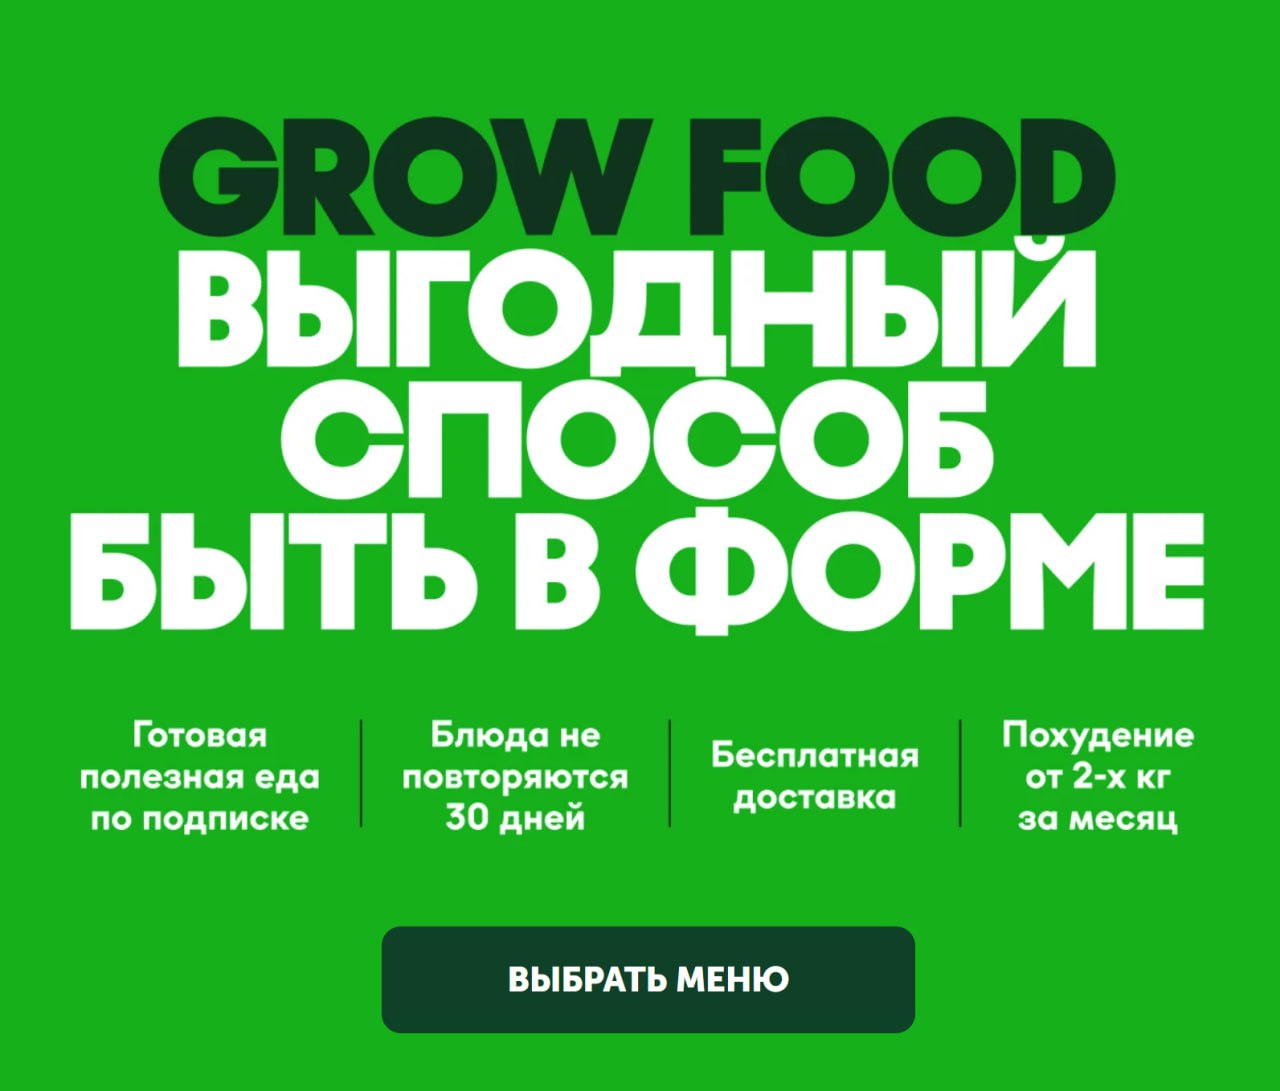 GROW FOOD
ВЫГОДНЫЙ
СПОСОБ
БЫТЬ В ФОРМЕ
Готовая
полезная еда
по подписке
Блюда не
повторяются
30 дней
Бесплатная
доставка
Похудение
от 2-х кг
за месяц
ВЫБРАТЬ МЕНЮ